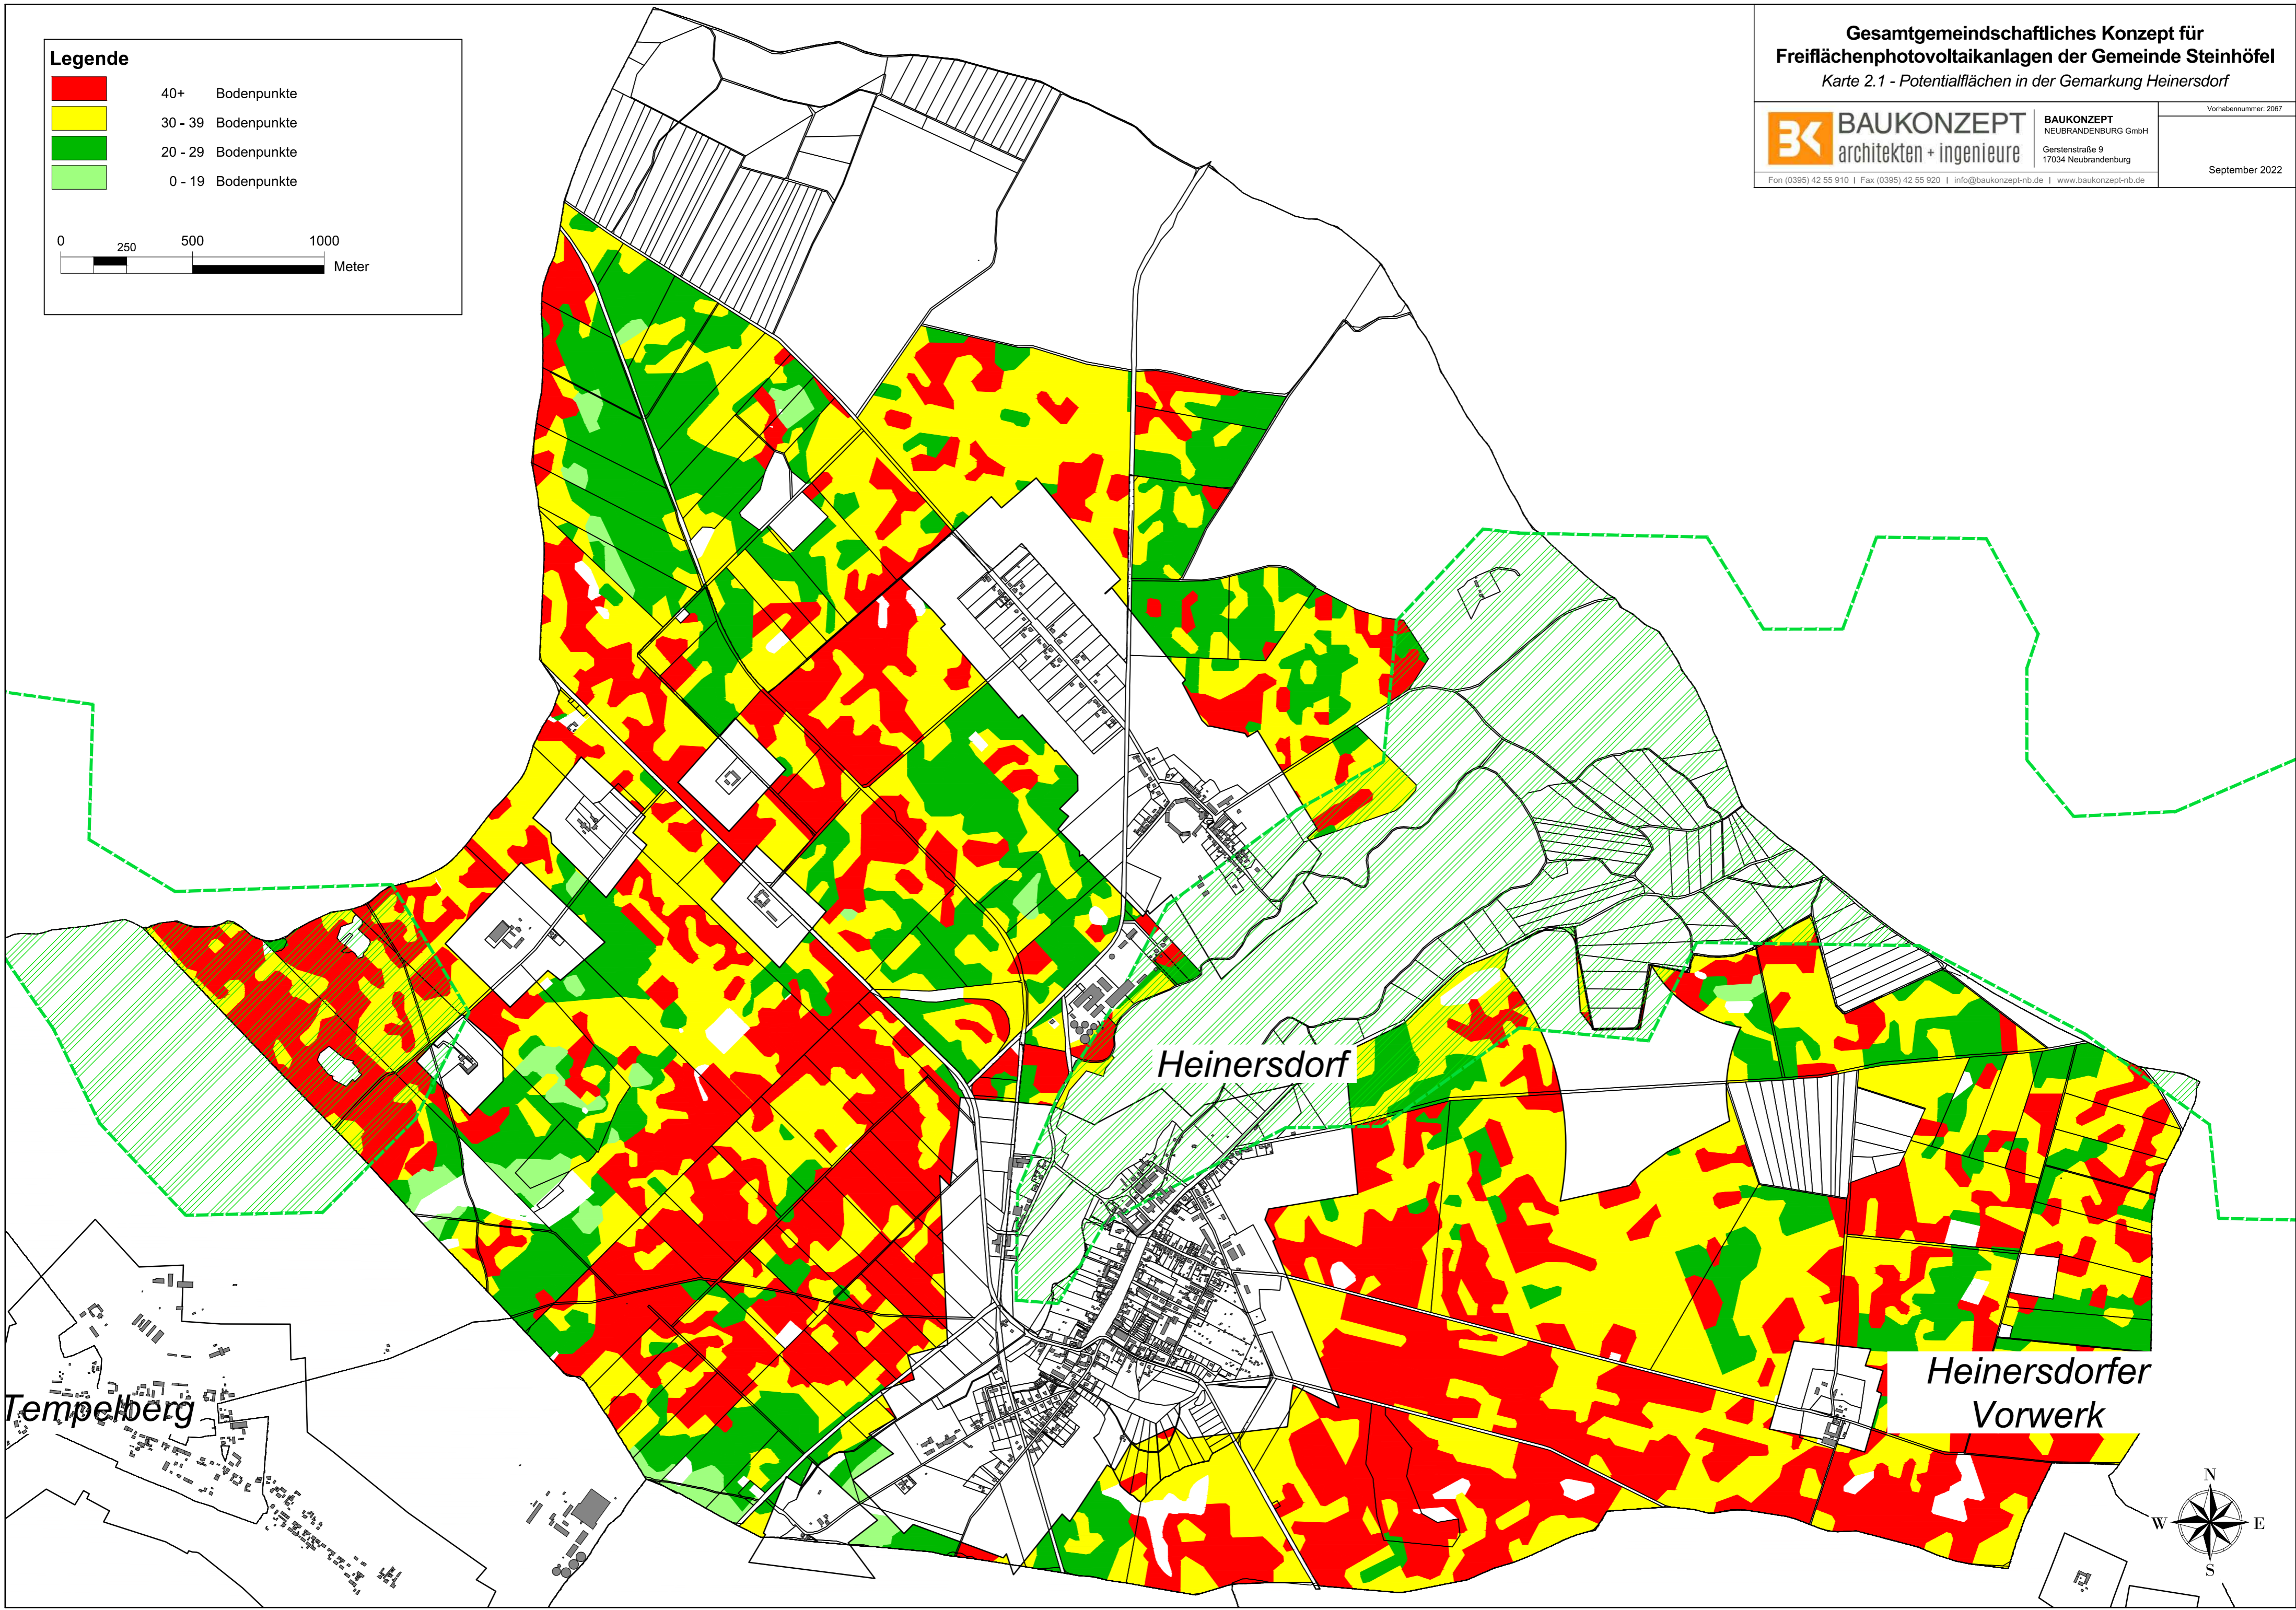 Legende
40+ Bodenpunkte
30 - 39 Bodenpunkte
20 - 29 Bodenpunkte
0 - 19 Bodenpunkte
0 250 500 1000
Meter
Gesamtgemeindschaftliches Konzept für
Freiflächenphotovoltaikanlagen der Gemeinde Steinhöfel
Karte 2.1 - Potentialflächen in der Gemarkung Heinersdorf
BK
BAUKONZEPT
architekten + ingenieure
BAUKONZEPT
NEUBRANDENBURG GmbH
Gerstenstraße 9
17034 Neubrandenburg
Fon (0395) 42 55 910 | Fax (0395) 42 55 920 | info@baukonzept-nb.de | www.baukonzept-nb.de
Vorhabennummer: 2067
September 2022
Heinersdorf
Heinersdorfer
Vorwerk
Tempelberg
N
W E
S